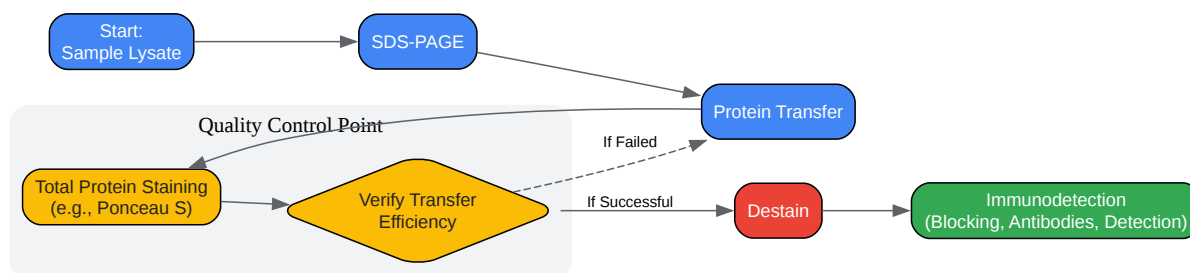 Start:
Sample Lysate
SDS-PAGE
Protein Transfer
Quality Control Point
If Failed
Total Protein Staining
(e.g., Ponceau S)
Verify Transfer
Efficiency
If Successful
Destain
Immunodetection
(Blocking, Antibodies, Detection)